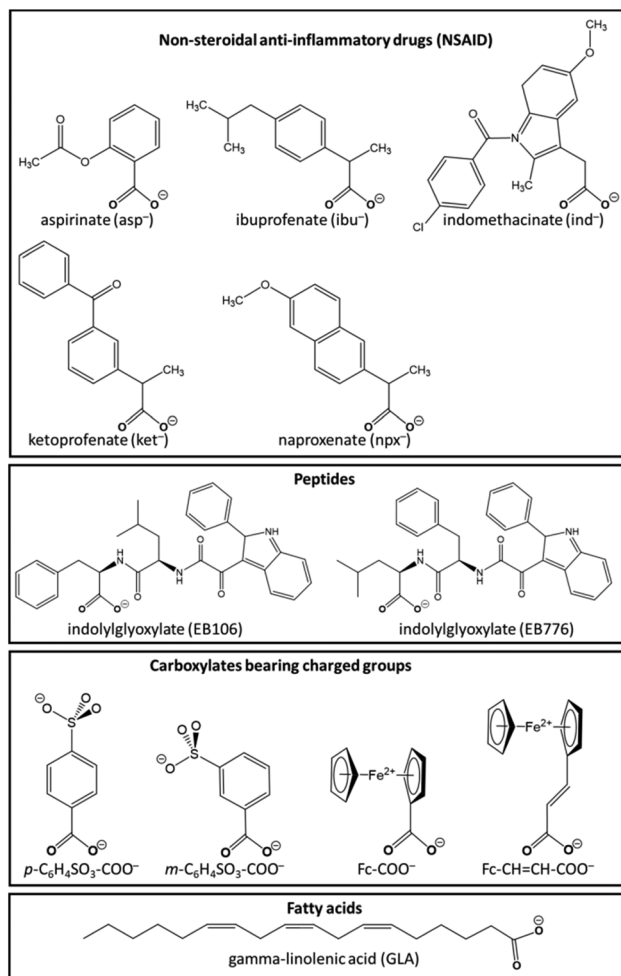 Non-steroidal anti-inflammatory drugs (NSAID)
CH₃
O
O
H₃C
O
O
O⊖
aspirinate (asp⁻)
H₃C
H₃C
CH₃
O
O⊖
ibuprofenate (ibu⁻)
O
N
H₃C
Cl
O
O⊖
indomethacinate (ind⁻)
O
CH₃
O
O⊖
ketoprofenate (ket⁻)
H₃C
O
CH₃
O
O⊖
naproxenate (npx⁻)
Peptides
NH
H
N
O
N
H
O
O
O
O⊖
indolylglyoxylate (EB106)
NH
H
N
O
N
H
O
O
O
O⊖
indolylglyoxylate (EB776)
Carboxylates bearing charged groups
⊖O
O
O
S
O
O⊖
p-C₆H₄SO₃-COO⁻
O
O
⊖O
S
O
O⊖
m-C₆H₄SO₃-COO⁻
Fe²⁺
O
O⊖
Fc-COO⁻
Fe²⁺
O
O⊖
Fc-CH=CH-COO⁻
Fatty acids
O⊖
O
gamma-linolenic acid (GLA)